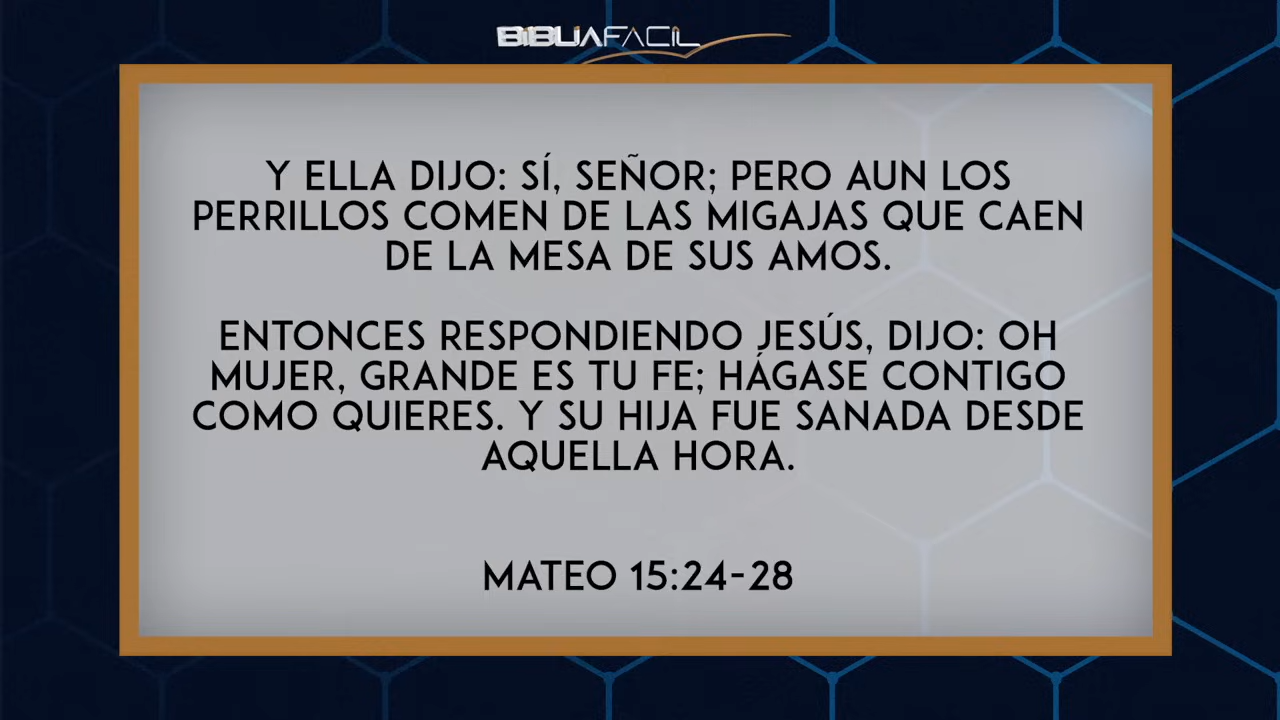 BIBLIAFACIL
Y ELLA DIJO: SÍ, SEÑOR; PERO AUN LOS
PERRILLOS COMEN DE LAS MIGAJAS QUE CAEN
DE LA MESA DE SUS AMOS.
ENTONCES RESPONDIENDO JESÚS, DIJO: OH
MUJER, GRANDE ES TU FE; HÁGASE CONTIGO
COMO QUIERES. Y SU HIJA FUE SANADA DESDE
AQUELLA HORA.
MATEO 15:24-28